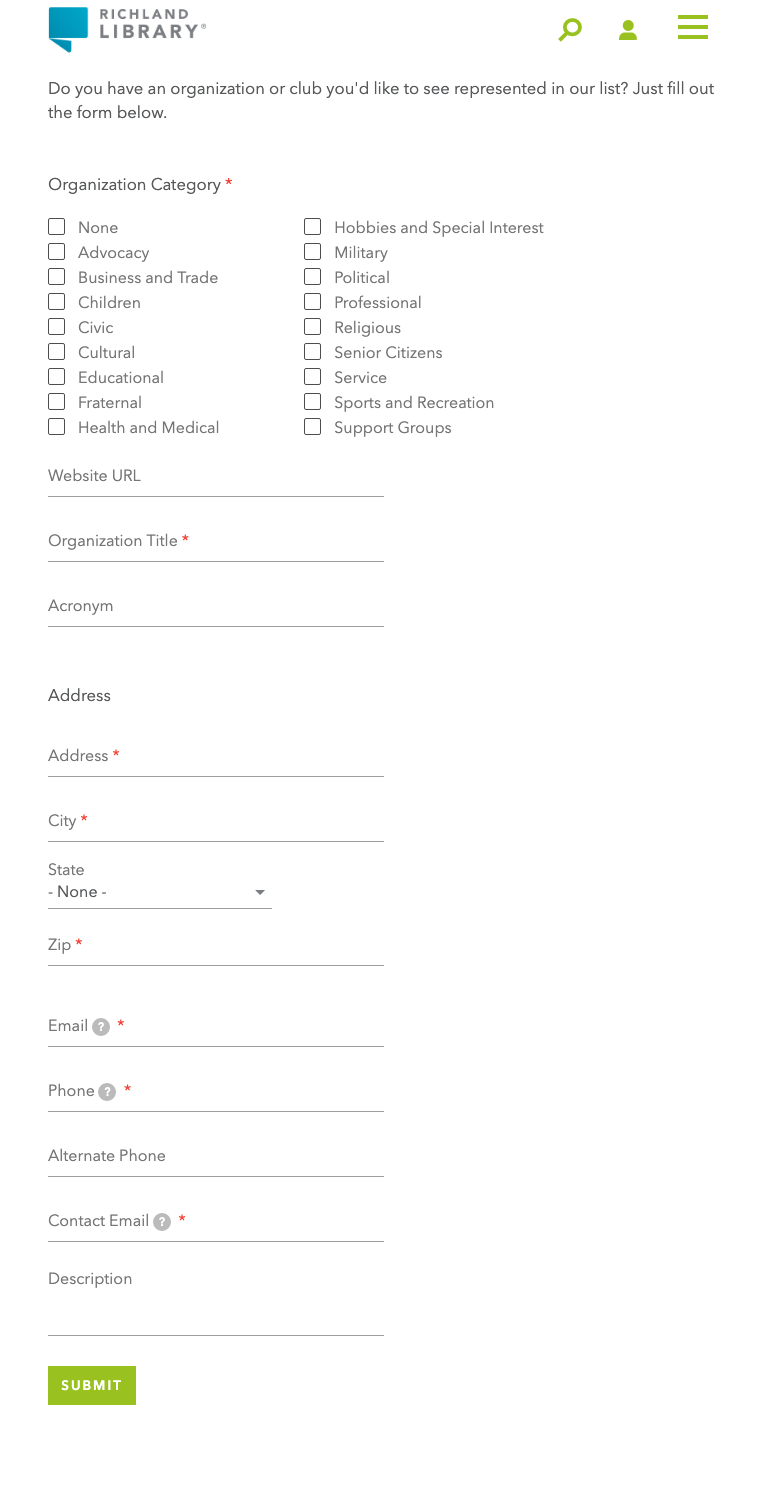 RICHLAND
LIBRARY®
Do you have an organization or club you'd like to see represented in our list? Just fill out
the form below.
Organization Category *
None
Advocacy
Business and Trade
Children
Civic
Cultural
Educational
Fraternal
Health and Medical
Hobbies and Special Interest
Military
Political
Professional
Religious
Senior Citizens
Service
Sports and Recreation
Support Groups
Website URL
Organization Title *
Acronym
Address
Address *
City *
State
- None -
Zip *
Email ? *
Phone ? *
Alternate Phone
Contact Email ? *
Description
SUBMIT